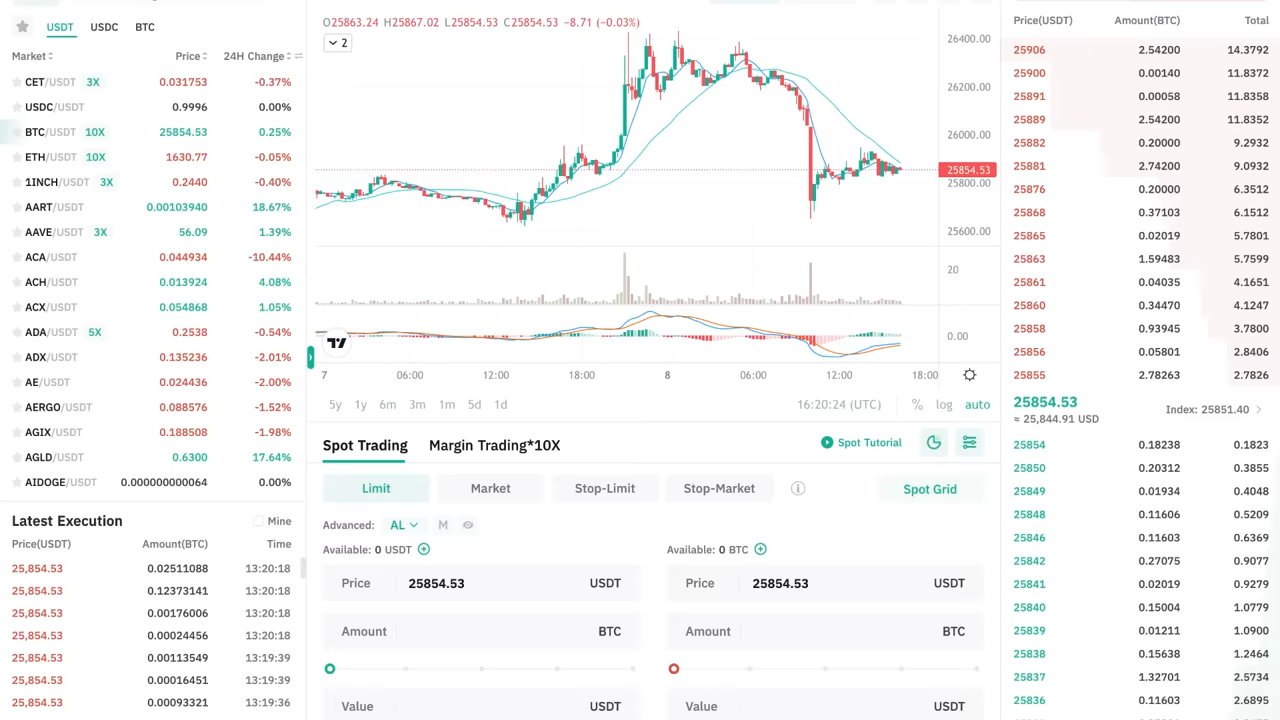 USDT USDC BTC
Market Price 24H Change
CET/USDT 3X 0.031753 -0.37%
USDC/USDT 0.9996 0.00%
BTC/USDT 10X 25854.53 0.25%
ETH/USDT 10X 1630.77 -0.05%
1INCH/USDT 3X 0.2440 -0.40%
AART/USDT 0.00103940 18.67%
AAVE/USDT 3X 56.09 1.39%
ACA/USDT 0.044934 -10.44%
ACH/USDT 0.013924 4.08%
ACX/USDT 0.054868 1.05%
ADA/USDT 5X 0.2538 -0.54%
ADX/USDT 0.135236 -2.01%
AE/USDT 0.024436 -2.00%
AERGO/USDT 0.088576 -1.52%
AGIX/USDT 0.188508 -1.98%
AGLD/USDT 0.6300 17.64%
AIDOGE/USDT 0.000000000064 0.00%
Latest Execution Mine
Price(USDT) Amount(BTC) Time
25,854.53 0.02511088 13:20:18
25,854.53 0.12373141 13:20:18
25,854.53 0.00176006 13:20:18
25,854.53 0.00024456 13:20:18
25,854.53 0.00113549 13:19:39
25,854.53 0.00016451 13:19:39
25,854.53 0.00093321 13:19:36
O25863.24 H25867.02 L25854.53 C25854.53 −8.71 (−0.03%)
2
26400.00
26200.00
26000.00
25854.53
25800.00
25600.00
20
0.00
7 06:00 12:00 18:00 8 06:00 12:00 18:00
5y 1y 6m 3m 1m 5d 1d 16:20:24 (UTC) % log auto
Spot Trading Margin Trading*10X Spot Tutorial
Limit Market Stop-Limit Stop-Market Spot Grid
Advanced: AL M
Available: 0 USDT Available: 0 BTC
Price 25854.53 USDT Price 25854.53 USDT
Amount BTC Amount BTC
Value USDT Value USDT
Price(USDT) Amount(BTC) Total
25906 2.54200 14.3792
25900 0.00140 11.8372
25891 0.00058 11.8358
25889 2.54200 11.8352
25882 0.20000 9.2932
25881 2.74200 9.0932
25876 0.20000 6.3512
25868 0.37103 6.1512
25865 0.02019 5.7801
25863 1.59483 5.7599
25861 0.04035 4.1651
25860 0.34470 4.1247
25858 0.93945 3.7800
25856 0.05801 2.8406
25855 2.78263 2.7826
25854.53 Index: 25851.40
≈ 25,844.91 USD
25854 0.18238 0.1823
25850 0.20312 0.3855
25849 0.01934 0.4048
25848 0.11606 0.5209
25846 0.11603 0.6369
25842 0.27075 0.9077
25841 0.02019 0.9279
25840 0.15004 1.0779
25839 0.01211 1.0900
25838 0.15638 1.2464
25837 1.32701 2.5734
25836 0.11603 2.6895